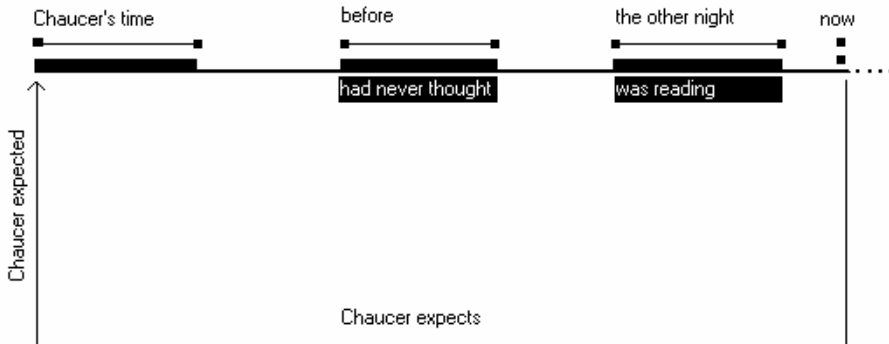 Chaucer's time before the other night now
had never thought was reading
Chaucer expected
Chaucer expects